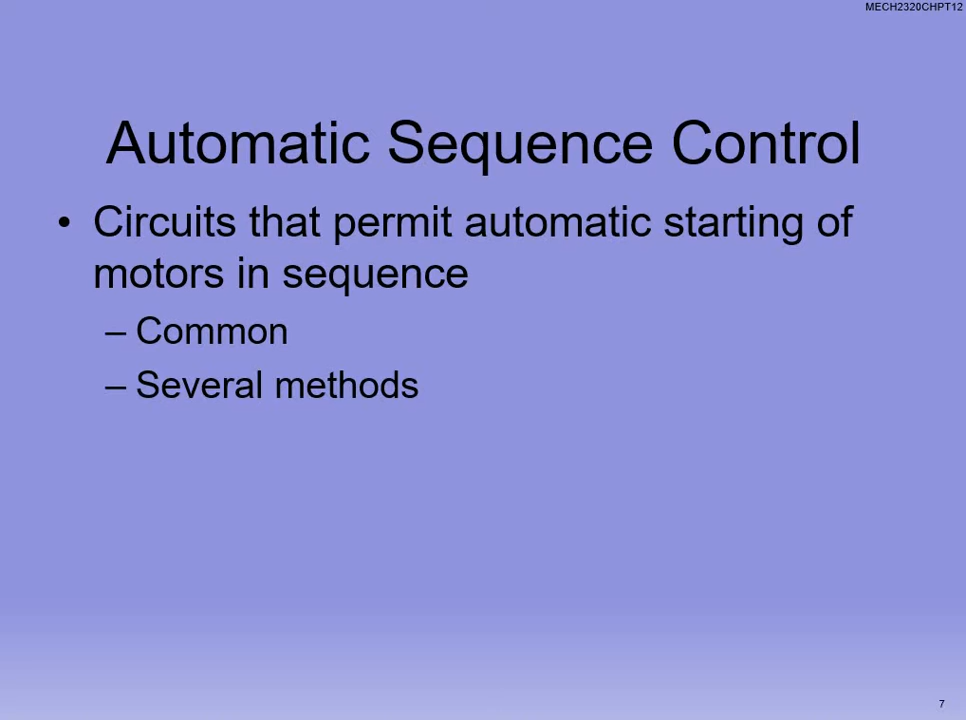 MECH2320CHPT12
Automatic Sequence Control
• Circuits that permit automatic starting of
motors in sequence
– Common
– Several methods
7